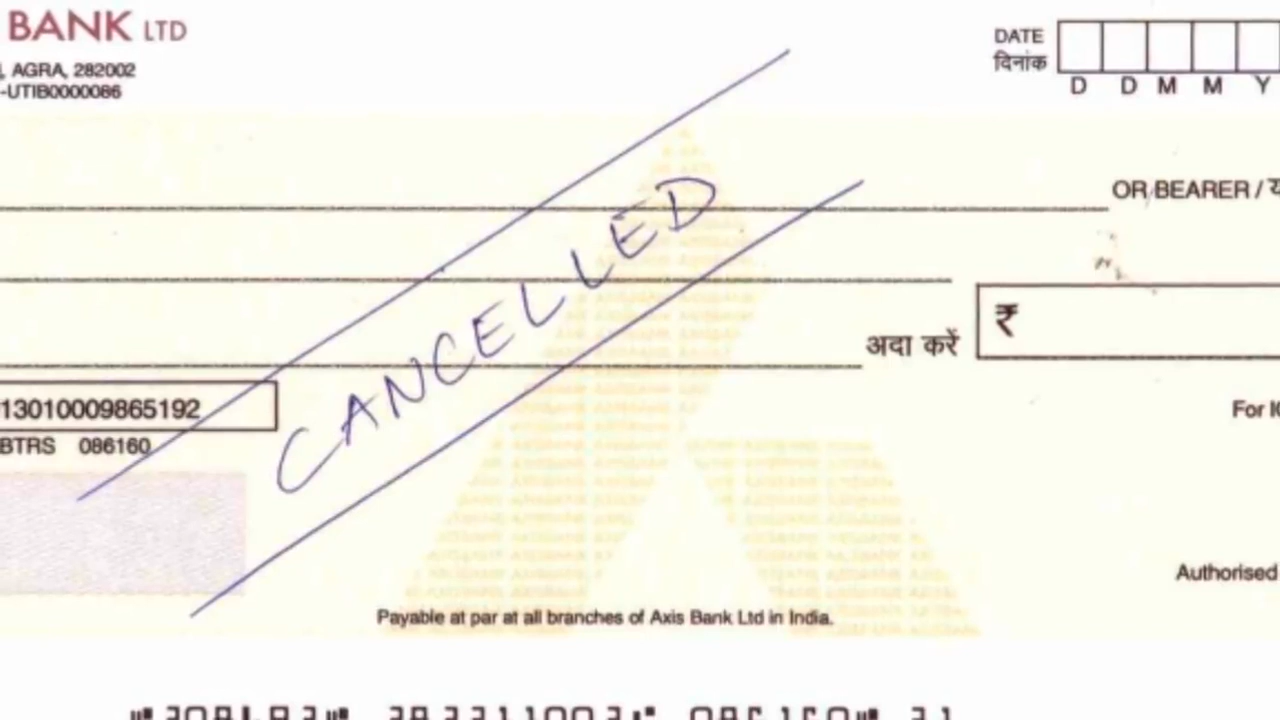 BANK LTD
, AGRA, 282002
-UTIB0000086
DATE
दिनांक
D D M M Y
OR BEARER /
CANCELLED
अदा करें
₹
13010009865192
BTRS 086160
For
Authorised
Payable at par at all branches of Axis Bank Ltd in India.